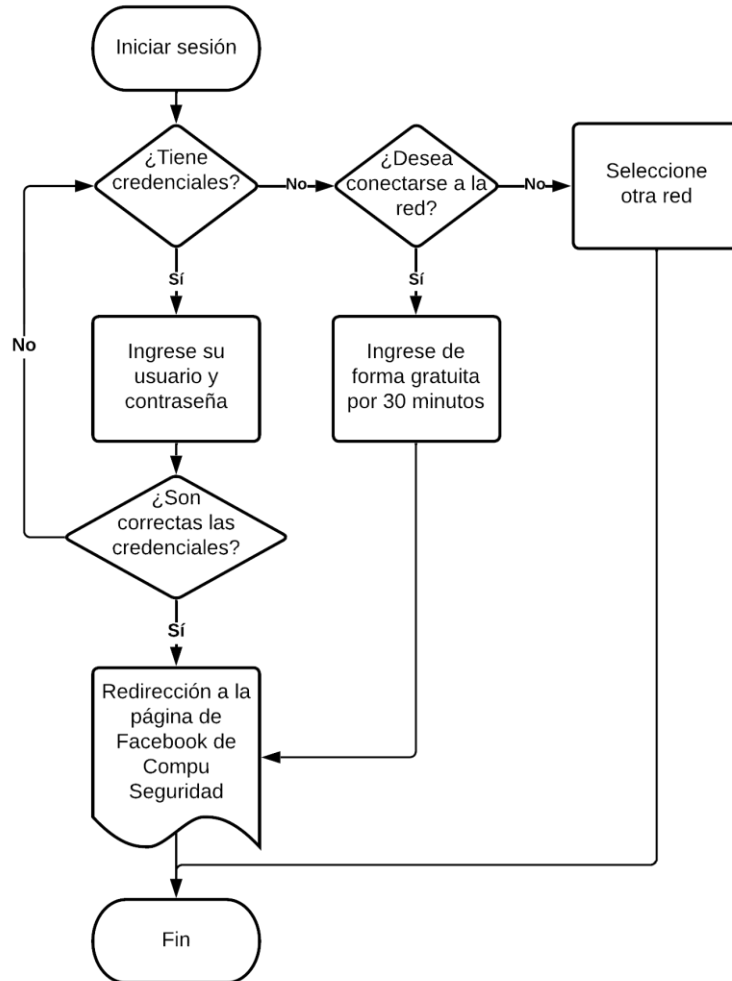 Iniciar sesión
¿Tiene
credenciales?
No
¿Desea
conectarse a la
red?
No
Seleccione
otra red
Sí
Sí
No
Ingrese su
usuario y
contraseña
Ingrese de
forma gratuita
por 30 minutos
¿Son
correctas las
credenciales?
Sí
Redirección a la
página de
Facebook de
Compu
Seguridad
Fin